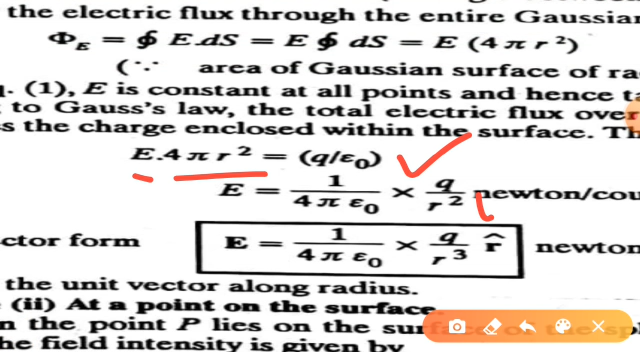 the electric flux through the entire Gaussian
Φ_E = ∮ E.dS = E ∮ dS = E (4 π r²)
(∵ area of Gaussian surface of ra
. (1), E is constant at all points and hence ta
to Gauss's law, the total electric flux over
s the charge enclosed within the surface. Th
E.4 π r² = (q/ε₀)
E = 1 / 4 π ε₀ × q / r² newton/cou
ctor form E = 1 / 4 π ε₀ × q / r³ r̂ newton
the unit vector along radius.
(ii) At a point on the surface.
n the point P lies on the sur
he field intensity is given by